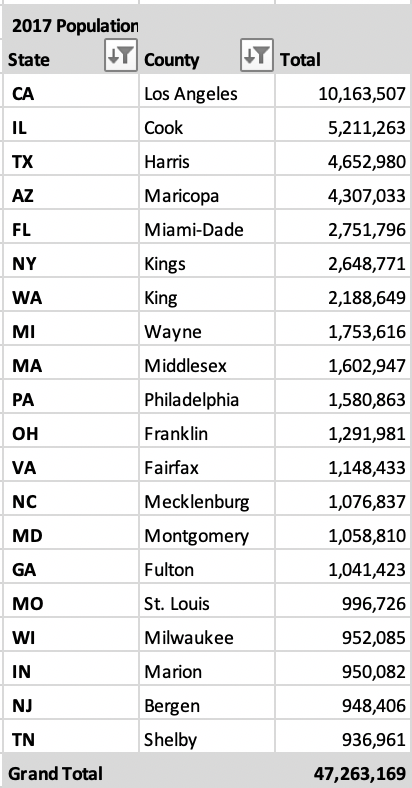 2017 Population
State County Total
CA Los Angeles 10,163,507
IL Cook 5,211,263
TX Harris 4,652,980
AZ Maricopa 4,307,033
FL Miami-Dade 2,751,796
NY Kings 2,648,771
WA King 2,188,649
MI Wayne 1,753,616
MA Middlesex 1,602,947
PA Philadelphia 1,580,863
OH Franklin 1,291,981
VA Fairfax 1,148,433
NC Mecklenburg 1,076,837
MD Montgomery 1,058,810
GA Fulton 1,041,423
MO St. Louis 996,726
WI Milwaukee 952,085
IN Marion 950,082
NJ Bergen 948,406
TN Shelby 936,961
Grand Total 47,263,169